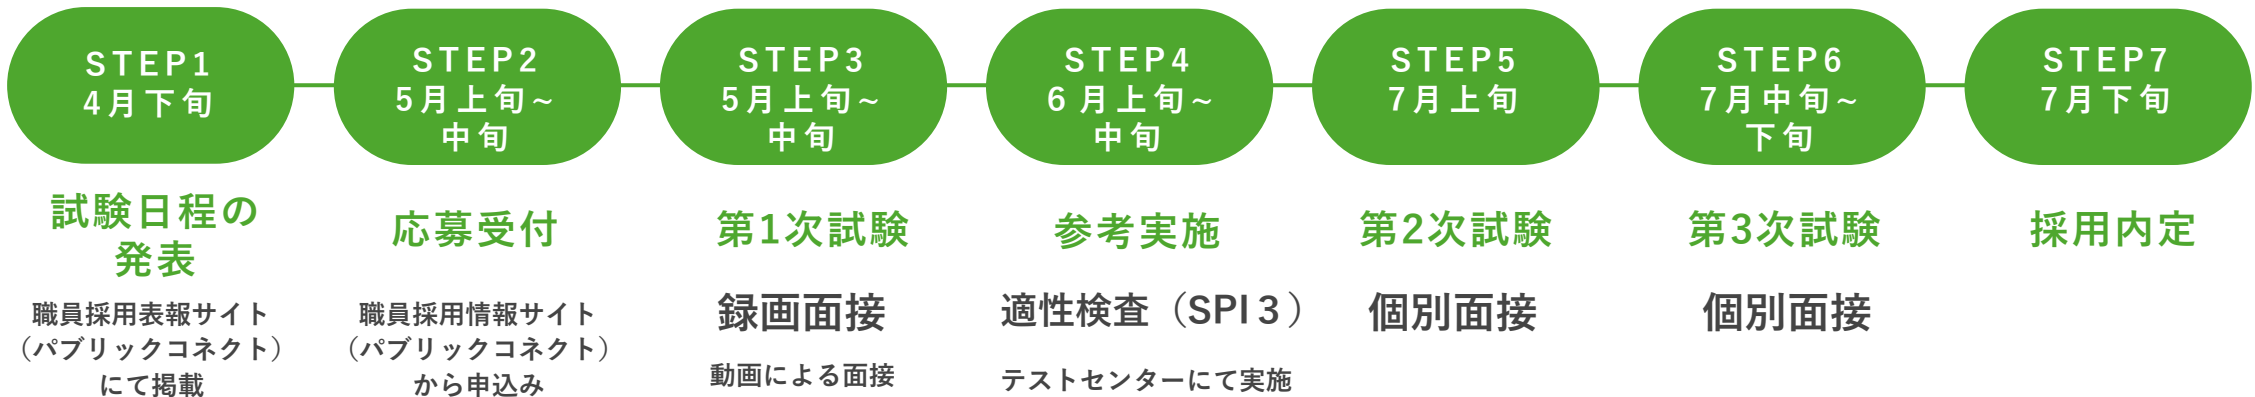 STEP1
4月下旬
試験日程の
発表
職員採用表報サイト
（パブリックコネクト）
にて掲載
STEP2
5月上旬~
中旬
応募受付
職員採用情報サイト
（パブリックコネクト）
から申込み
STEP3
5月上旬~
中旬
第1次試験
録画面接
動画による面接
STEP4
6 月上旬~
中旬
参考実施
適性検査（SPI３）
テストセンターにて実施
STEP5
7月上旬
第2次試験
個別面接
STEP6
7月中旬~
下旬
第3次試験
個別面接
STEP7
7月下旬
採用内定